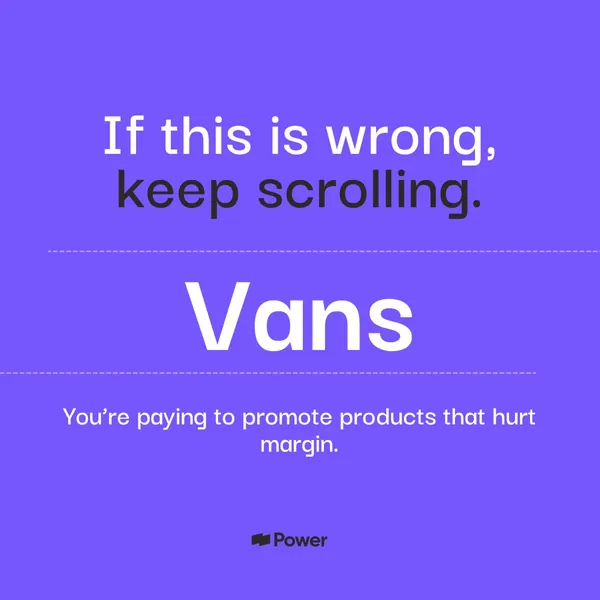 If this is wrong,
keep scrolling.
Vans
You’re paying to promote products that hurt
margin.
Power